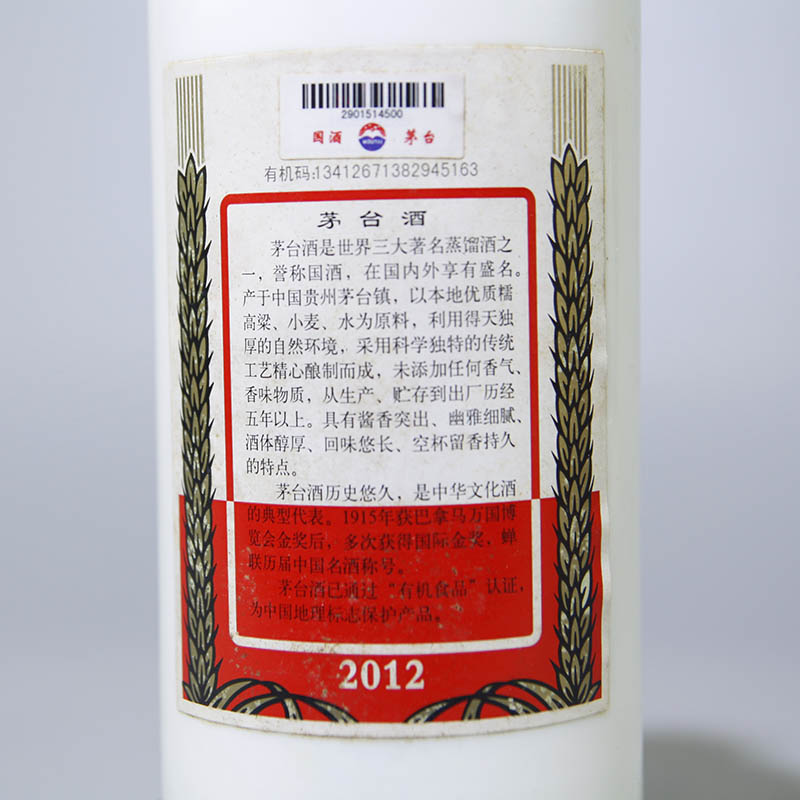 2901514500
国酒 MOUTAI 茅台
有机码:13412671382945163
茅台酒
茅台酒是世界三大著名蒸馏酒之
一，誉称国酒，在国内外享有盛名。
产于中国贵州茅台镇，以本地优质糯
高粱、小麦、水为原料，利用得天独
厚的自然环境，采用科学独特的传统
工艺精心酿制而成，未添加任何香气、
香味物质，从生产、贮存到出厂历经
五年以上。具有酱香突出、幽雅细腻、
酒体醇厚、回味悠长、空杯留香持久
的特点。
茅台酒历史悠久，是中华文化酒
的典型代表。1915年获巴拿马万国博
览会金奖后，多次获得国际金奖，蝉
联历届中国名酒称号。
茅台酒已通过“有机食品”认证，
为中国地理标志保护产品。
2012